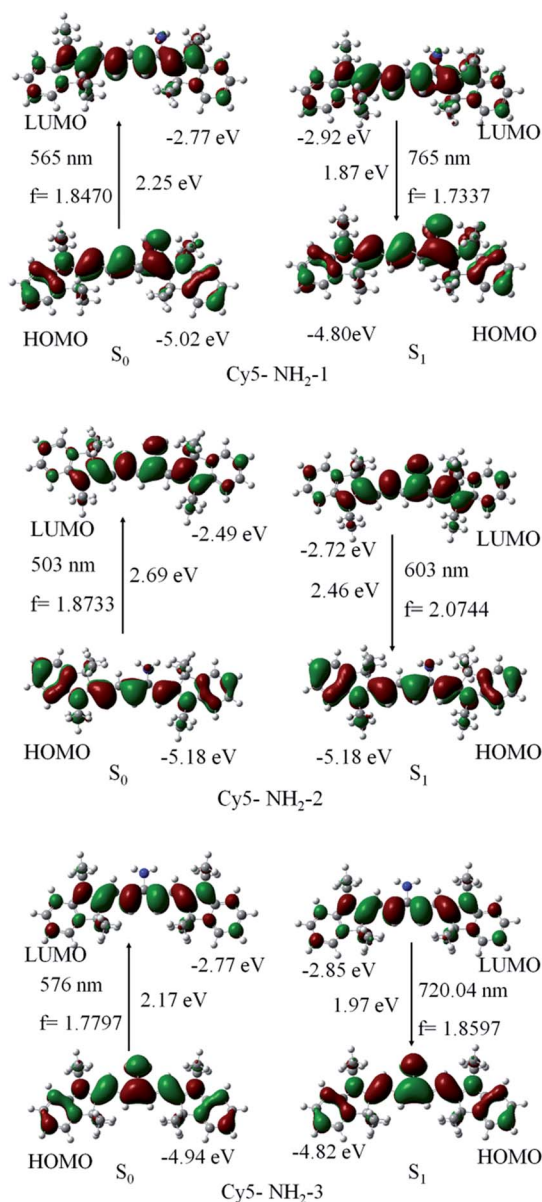 LUMO
-2.77 eV
565 nm
2.25 eV
f= 1.8470
HOMO
-5.02 eV
S₀
-2.92 eV
LUMO
1.87 eV
765 nm
f= 1.7337
-4.80eV
HOMO
S₁
Cy5- NH₂-1
LUMO
-2.49 eV
503 nm
2.69 eV
f= 1.8733
HOMO
-5.18 eV
S₀
-2.72 eV
LUMO
2.46 eV
603 nm
f= 2.0744
-5.18 eV
HOMO
S₁
Cy5- NH₂-2
LUMO
-2.77 eV
576 nm
2.17 eV
f= 1.7797
HOMO
-4.94 eV
S₀
-2.85 eV
LUMO
1.97 eV
720.04 nm
f= 1.8597
-4.82 eV
HOMO
S₁
Cy5- NH₂-3